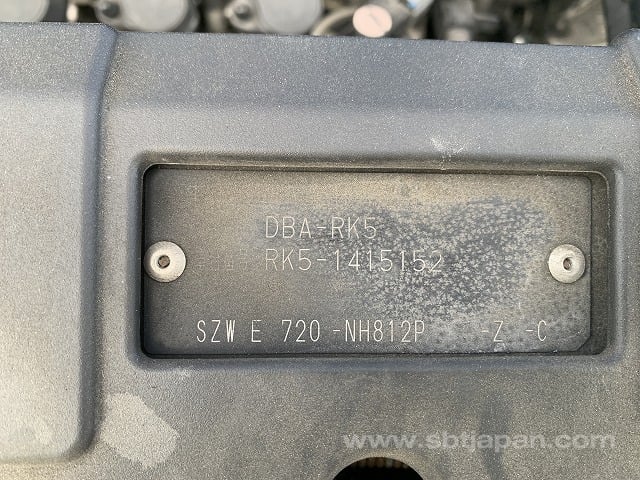 DBA-RK5
RK5-1415152
SZW E 720 -NH812P -Z -C
www.sbtjapan.com